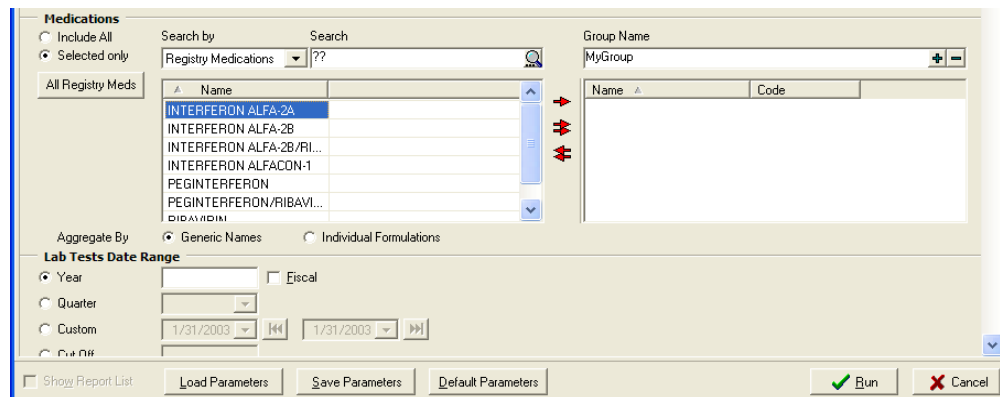 Medications
Include All
Search by Search Group Name
Selected only
Registry Medications ?? MyGroup
All Registry Meds
Name Name Code
INTERFERON ALFA-2A
INTERFERON ALFA-2B
INTERFERON ALFA-2B/RI...
INTERFERON ALFACON-1
PEGINTERFERON
PEGINTERFERON/RIBAVI...
RIBAVIRIN
Aggregate By Generic Names Individual Formulations
Lab Tests Date Range
Year Fiscal
Quarter
Custom 1/31/2003 1/31/2003
Cut Off
Show Report List Load Parameters Save Parameters Default Parameters Run Cancel